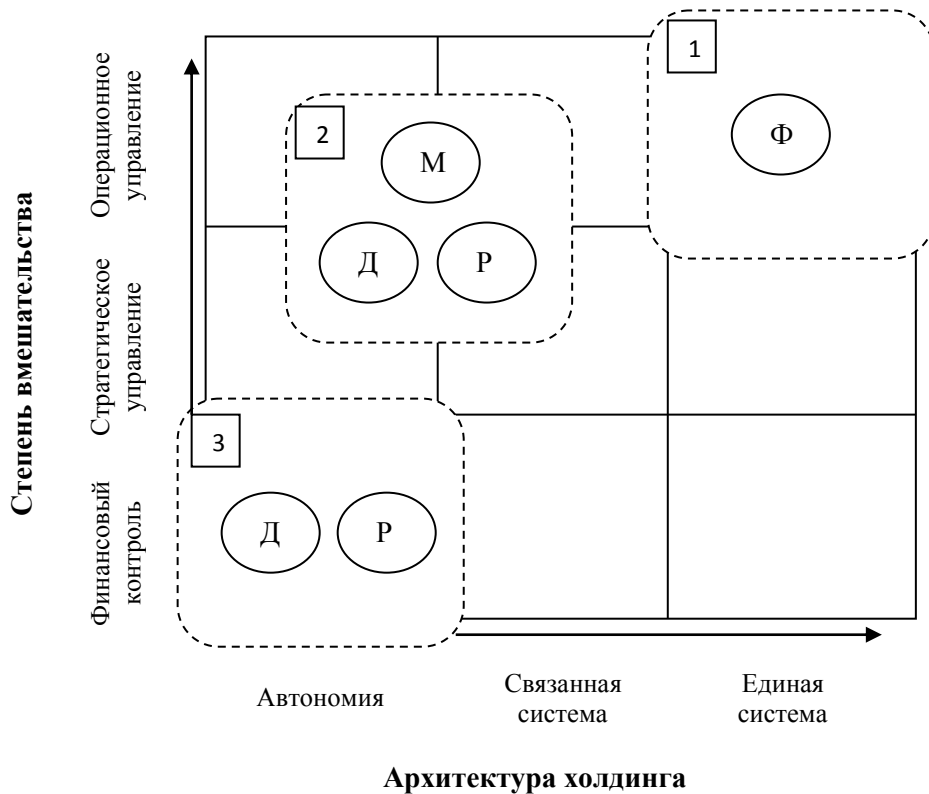 Степень вмешательства
Операционное
управление
Стратегическое
управление
Финансовый
контроль
1
Ф
2
М
Д
Р
3
Д
Р
Автономия
Связанная
система
Единая
система
Архитектура холдинга